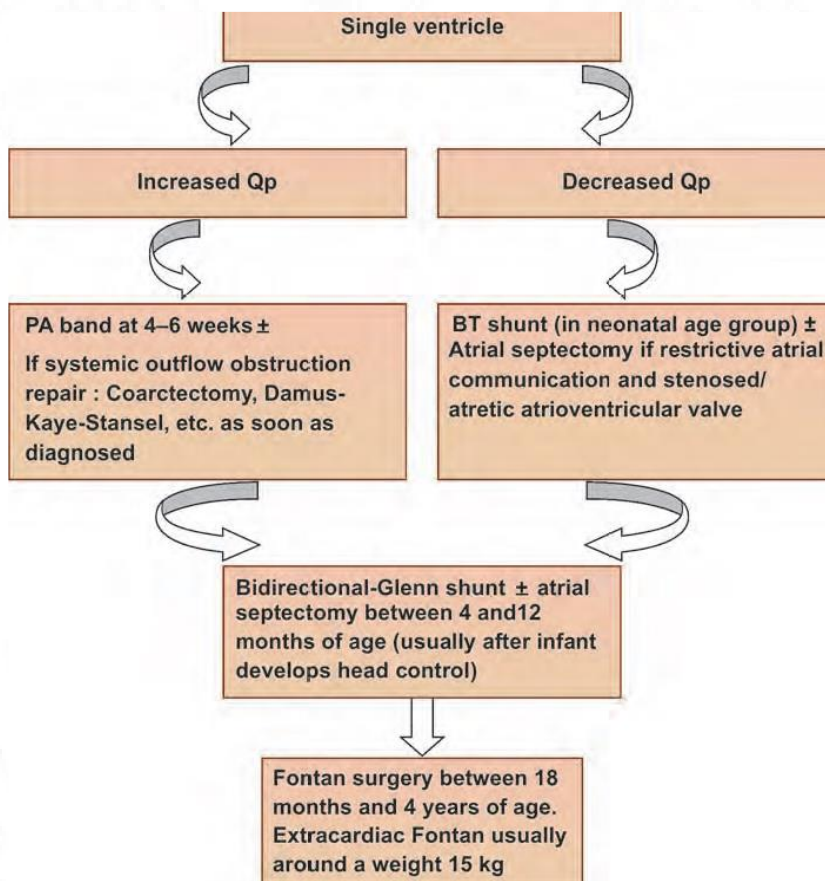 Single ventricle
Increased Qp
Decreased Qp
PA band at 4–6 weeks ±
If systemic outflow obstruction
repair : Coarctectomy, Damus-
Kaye-Stansel, etc. as soon as
diagnosed
BT shunt (in neonatal age group) ±
Atrial septectomy if restrictive atrial
communication and stenosed/
atretic atrioventricular valve
Bidirectional-Glenn shunt ± atrial
septectomy between 4 and12
months of age (usually after infant
develops head control)
Fontan surgery between 18
months and 4 years of age.
Extracardiac Fontan usually
around a weight 15 kg